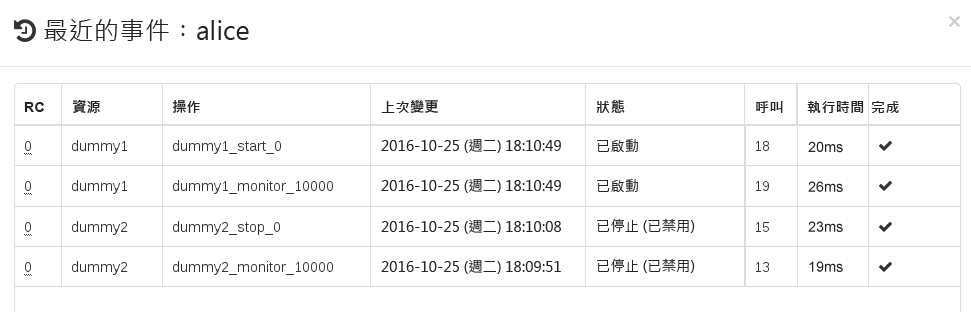 最近的事件：alice
×
RC 資源 操作 上次變更 狀態 呼叫 執行時間 完成
0 dummy1 dummy1_start_0 2016-10-25 (週二) 18:10:49 已啟動 18 20ms
0 dummy1 dummy1_monitor_10000 2016-10-25 (週二) 18:10:49 已啟動 19 26ms
0 dummy2 dummy2_stop_0 2016-10-25 (週二) 18:10:08 已停止 (已禁用) 15 23ms
0 dummy2 dummy2_monitor_10000 2016-10-25 (週二) 18:09:51 已停止 (已禁用) 13 19ms